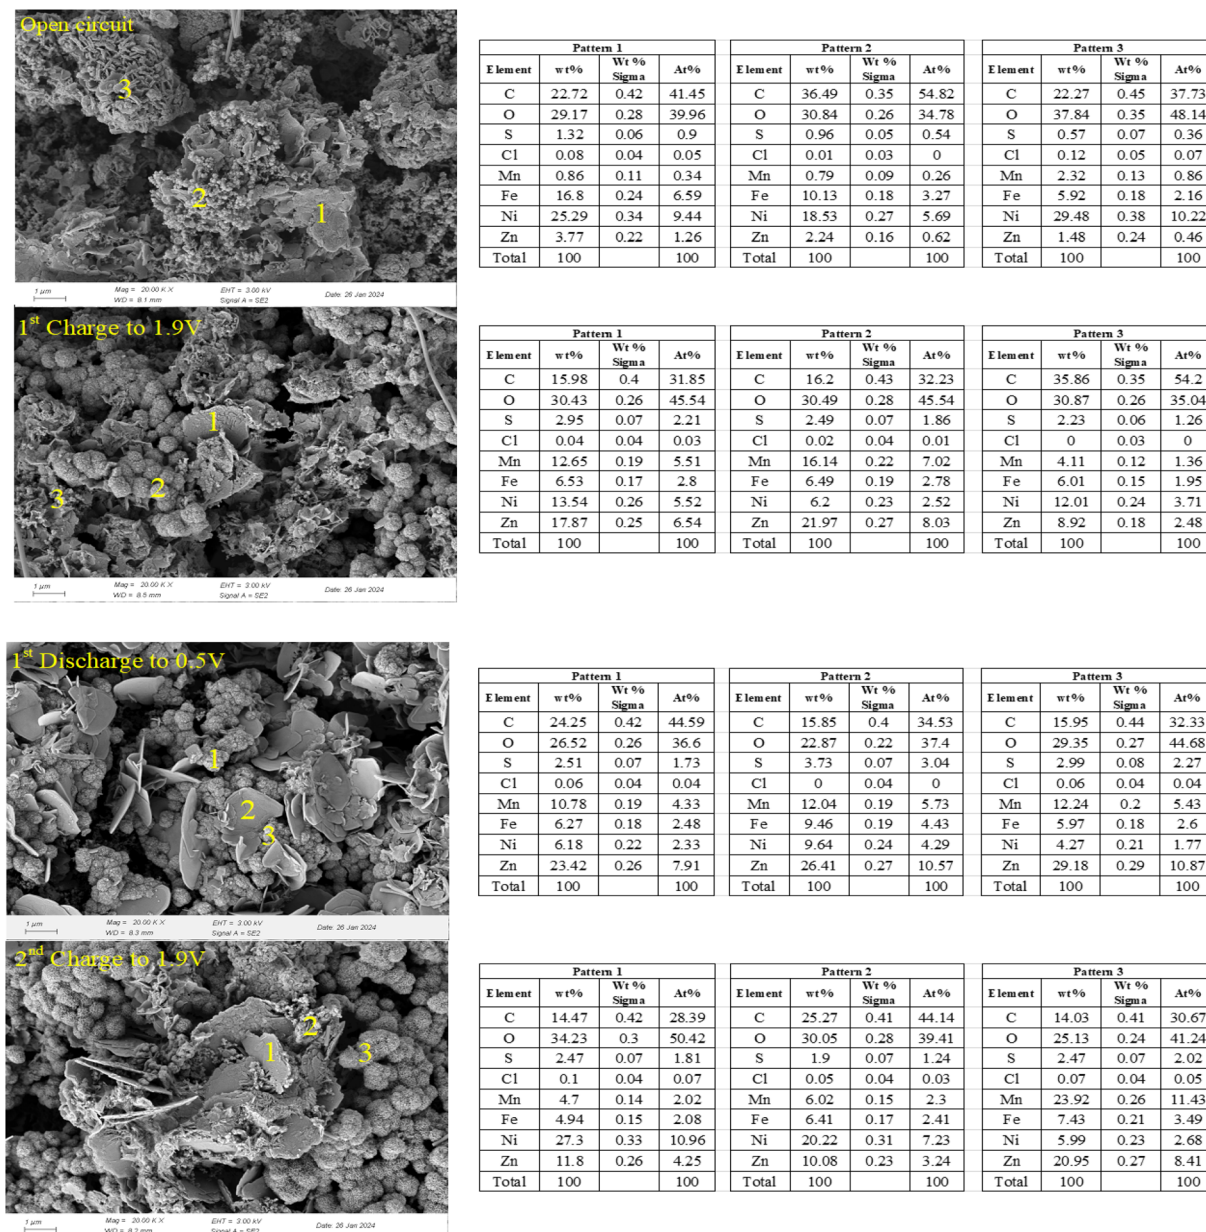 Open circuit
3
2
1
1 µm
Mag = 20.00 K X
EHT = 3.00 kV
WD = 8.1 mm
Signal A = SE2
Date: 26 Jan 2024
Pattern 1
Element wt% Wt % Sigma At%
C 22.72 0.42 41.45
O 29.17 0.28 39.96
S 1.32 0.06 0.9
Cl 0.08 0.04 0.05
Mn 0.86 0.11 0.34
Fe 16.8 0.24 6.59
Ni 25.29 0.34 9.44
Zn 3.77 0.22 1.26
Total 100 100
Pattern 2
Element wt% Wt % Sigma At%
C 36.49 0.35 54.82
O 30.84 0.26 34.78
S 0.96 0.05 0.54
Cl 0.01 0.03 0
Mn 0.79 0.09 0.26
Fe 10.13 0.18 3.27
Ni 18.53 0.27 5.69
Zn 2.24 0.16 0.62
Total 100 100
Pattern 3
Element wt% Wt % Sigma At%
C 22.27 0.45 37.73
O 37.84 0.35 48.14
S 0.57 0.07 0.36
Cl 0.12 0.05 0.07
Mn 2.32 0.13 0.86
Fe 5.92 0.18 2.16
Ni 29.48 0.38 10.22
Zn 1.48 0.24 0.46
Total 100 100
1st Charge to 1.9V
1
2
3
1 µm
Mag = 20.00 K X
EHT = 3.00 kV
WD = 8.5 mm
Signal A = SE2
Date: 26 Jan 2024
Pattern 1
Element wt% Wt % Sigma At%
C 15.98 0.4 31.85
O 30.43 0.26 45.54
S 2.95 0.07 2.21
Cl 0.04 0.04 0.03
Mn 12.65 0.19 5.51
Fe 6.53 0.17 2.8
Ni 13.54 0.26 5.52
Zn 17.87 0.25 6.54
Total 100 100
Pattern 2
Element wt% Wt % Sigma At%
C 16.2 0.43 32.23
O 30.49 0.28 45.54
S 2.49 0.07 1.86
Cl 0.02 0.04 0.01
Mn 16.14 0.22 7.02
Fe 6.49 0.19 2.78
Ni 6.2 0.23 2.52
Zn 21.97 0.27 8.03
Total 100 100
Pattern 3
Element wt% Wt % Sigma At%
C 35.86 0.35 54.2
O 30.87 0.26 35.04
S 2.23 0.06 1.26
Cl 0 0.03 0
Mn 4.11 0.12 1.36
Fe 6.01 0.15 1.95
Ni 12.01 0.24 3.71
Zn 8.92 0.18 2.48
Total 100 100
1st Discharge to 0.5V
1
2
3
1 µm
Mag = 20.00 K X
EHT = 3.00 kV
WD = 8.3 mm
Signal A = SE2
Date: 26 Jan 2024
Pattern 1
Element wt% Wt % Sigma At%
C 24.25 0.42 44.59
O 26.52 0.26 36.6
S 2.51 0.07 1.73
Cl 0.06 0.04 0.04
Mn 10.78 0.19 4.33
Fe 6.27 0.18 2.48
Ni 6.18 0.22 2.33
Zn 23.42 0.26 7.91
Total 100 100
Pattern 2
Element wt% Wt % Sigma At%
C 15.85 0.4 34.53
O 22.87 0.22 37.4
S 3.73 0.07 3.04
Cl 0 0.04 0
Mn 12.04 0.19 5.73
Fe 9.46 0.19 4.43
Ni 9.64 0.24 4.29
Zn 26.41 0.27 10.57
Total 100 100
Pattern 3
Element wt% Wt % Sigma At%
C 15.95 0.44 32.33
O 29.35 0.27 44.68
S 2.99 0.08 2.27
Cl 0.06 0.04 0.04
Mn 12.24 0.2 5.43
Fe 5.97 0.18 2.6
Ni 4.27 0.21 1.77
Zn 29.18 0.29 10.87
Total 100 100
2nd Charge to 1.9V
2
1
3
1 µm
Mag = 20.00 K X
EHT = 3.00 kV
WD = 8.2 mm
Signal A = SE2
Date: 26 Jan 2024
Pattern 1
Element wt% Wt % Sigma At%
C 14.47 0.42 28.39
O 34.23 0.3 50.42
S 2.47 0.07 1.81
Cl 0.1 0.04 0.07
Mn 4.7 0.14 2.02
Fe 4.94 0.15 2.08
Ni 27.3 0.33 10.96
Zn 11.8 0.26 4.25
Total 100 100
Pattern 2
Element wt% Wt % Sigma At%
C 25.27 0.41 44.14
O 30.05 0.28 39.41
S 1.9 0.07 1.24
Cl 0.05 0.04 0.03
Mn 6.02 0.15 2.3
Fe 6.41 0.17 2.41
Ni 20.22 0.31 7.23
Zn 10.08 0.23 3.24
Total 100 100
Pattern 3
Element wt% Wt % Sigma At%
C 14.03 0.41 30.67
O 25.13 0.24 41.24
S 2.47 0.07 2.02
Cl 0.07 0.04 0.05
Mn 23.92 0.26 11.43
Fe 7.43 0.21 3.49
Ni 5.99 0.23 2.68
Zn 20.95 0.27 8.41
Total 100 100